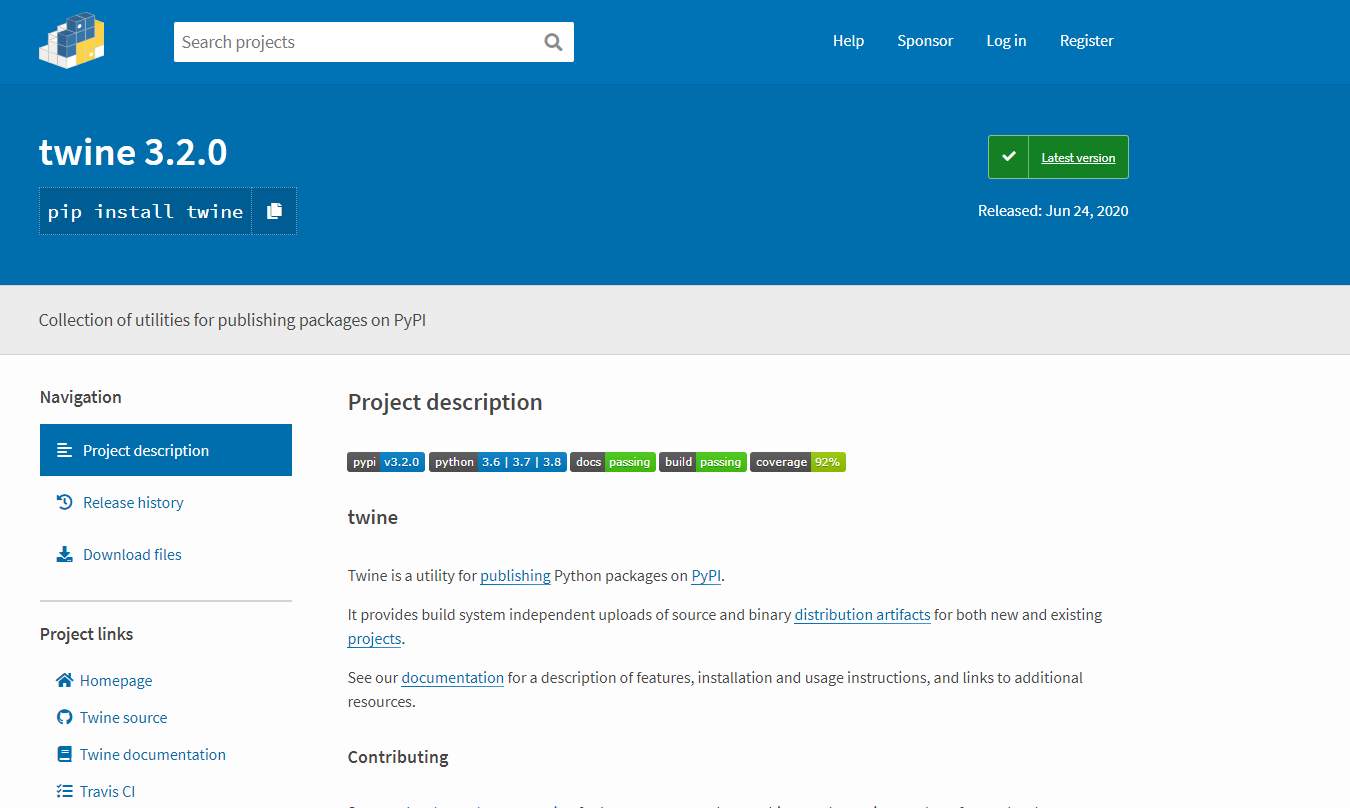 Search projects
Help Sponsor Log in Register
twine 3.2.0
Latest version
pip install twine
Released: Jun 24, 2020
Collection of utilities for publishing packages on PyPI
Navigation
Project description
Release history
Download files
Project links
Homepage
Twine source
Twine documentation
Travis CI
Project description
pypi v3.2.0 python 3.6 | 3.7 | 3.8 docs passing build passing coverage 92%
twine
Twine is a utility for publishing Python packages on PyPI.
It provides build system independent uploads of source and binary distribution artifacts for both new and existing
projects.
See our documentation for a description of features, installation and usage instructions, and links to additional
resources.
Contributing